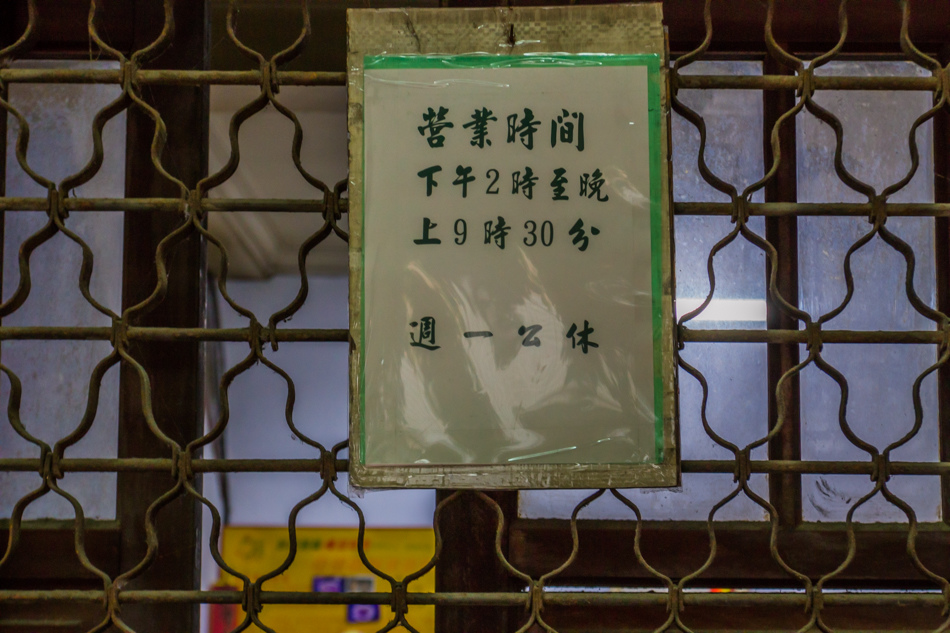 營業時間
下午2時至晚
上9時30分
週一公休